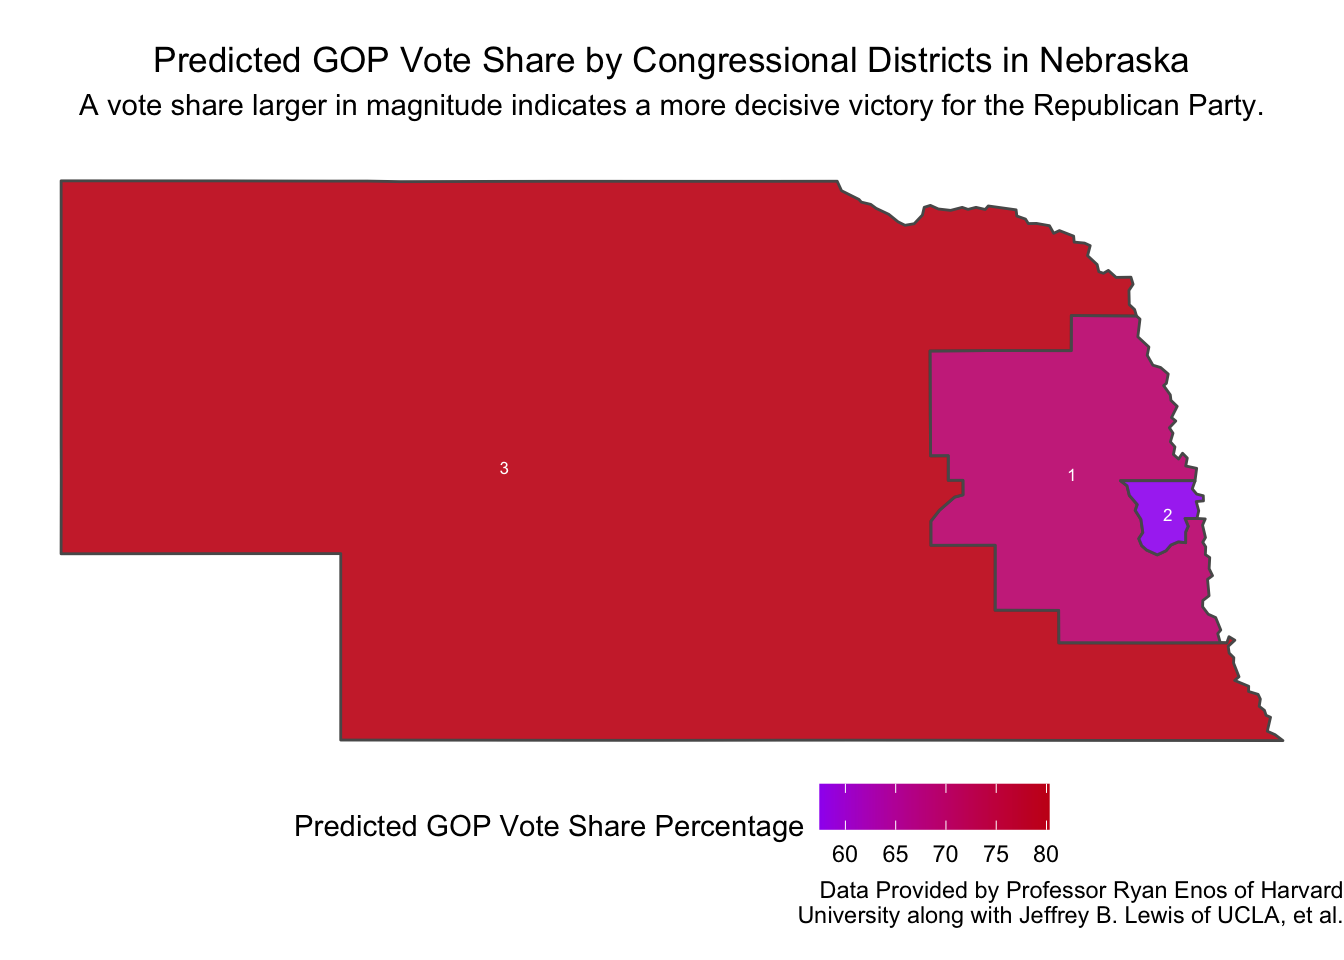 Predicted GOP Vote Share by Congressional Districts in Nebraska
A vote share larger in magnitude indicates a more decisive victory for the Republican Party.
3
1
2
Predicted GOP Vote Share Percentage
60 65 70 75 80
Data Provided by Professor Ryan Enos of Harvard
University along with Jeffrey B. Lewis of UCLA, et al.